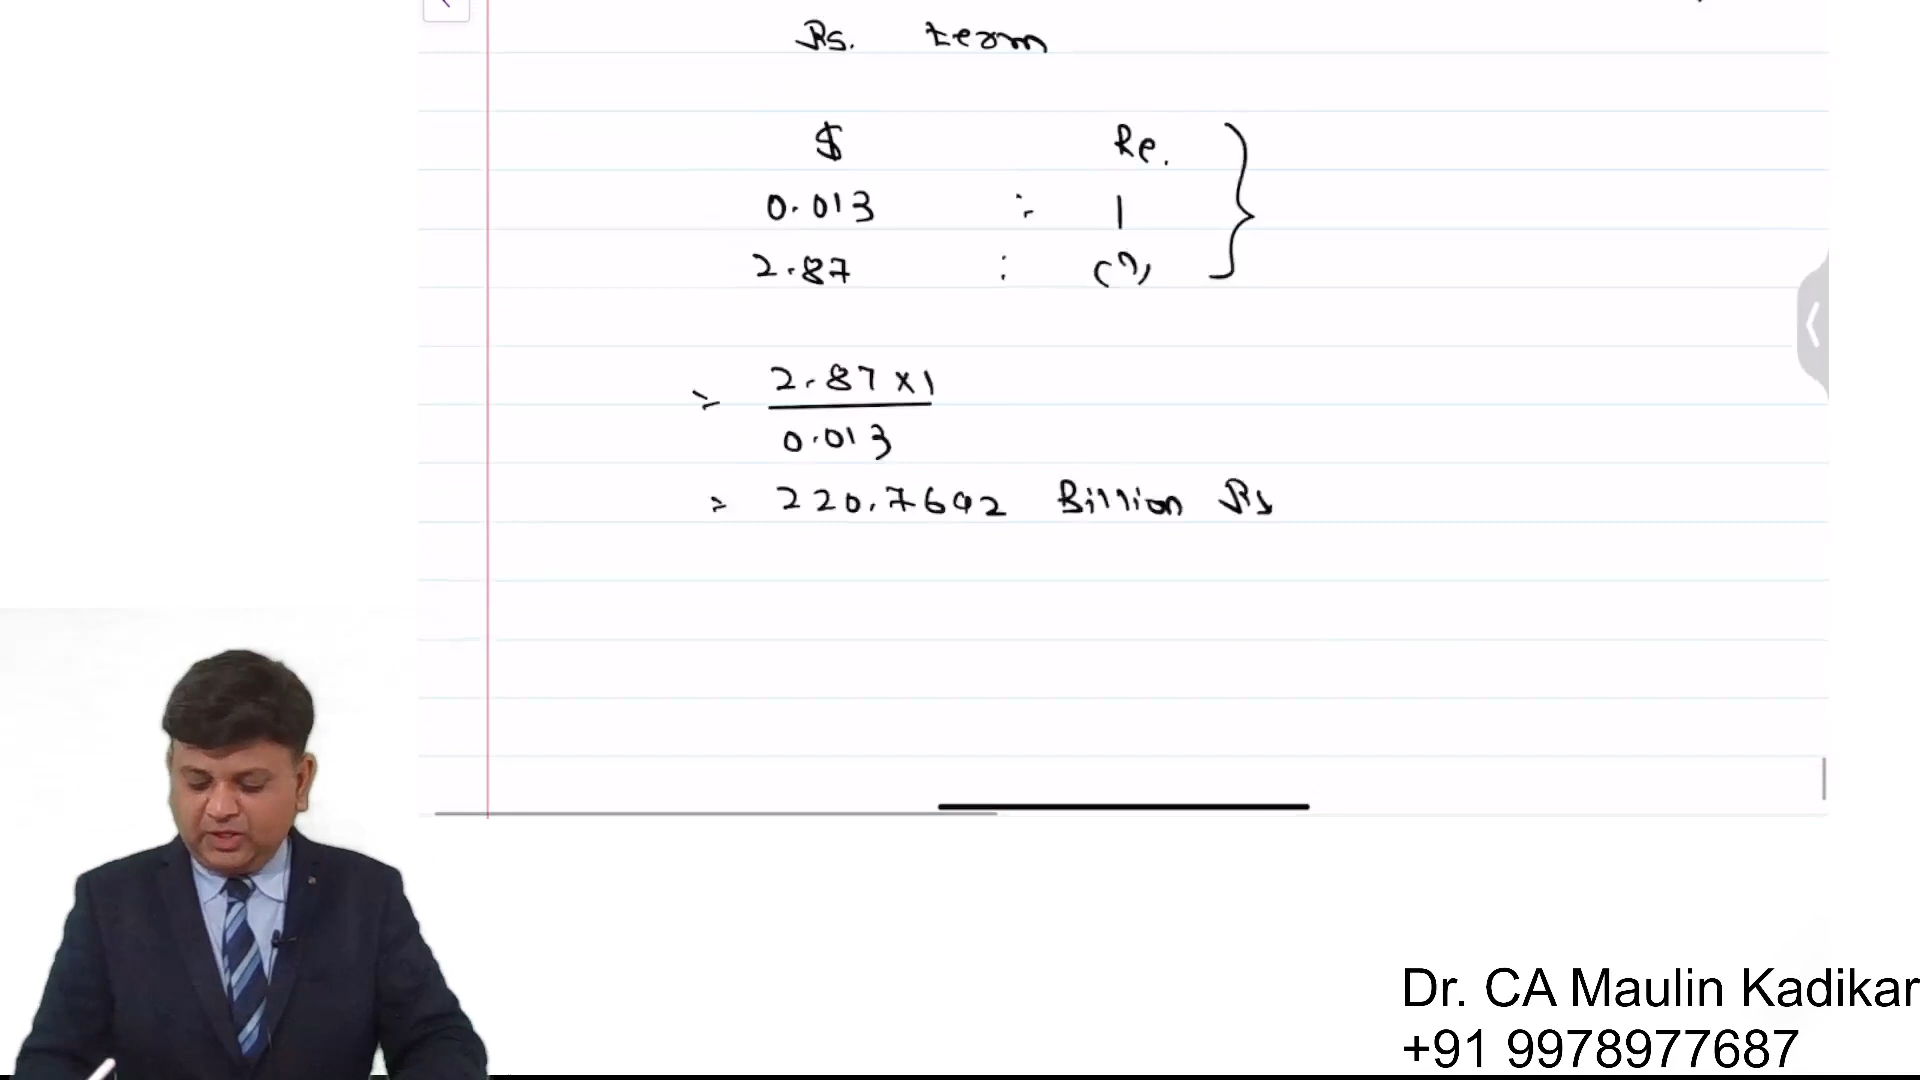 Rs. term
$ Re.
0.013 : 1
2.87 : (?)
= 2.87 x 1
0.013
= 220.7692 Billion Rs
Dr. CA Maulin Kadikar
+91 9978977687